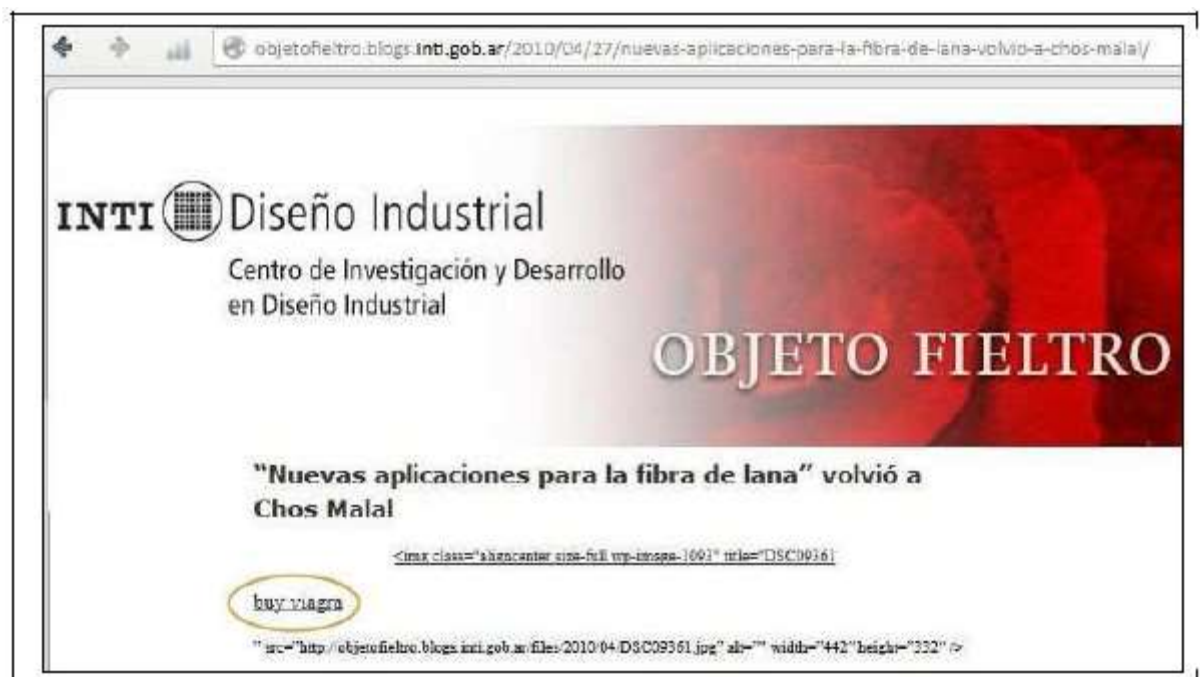 objetofieltro.blogs.inti.gob.ar/2010/04/27/nuevas-aplicaciones-para-la-fibra-de-lana-volvio-a-chos-malal/
INTI Diseño Industrial
Centro de Investigación y Desarrollo
en Diseño Industrial
OBJETO FIELTRO
“Nuevas aplicaciones para la fibra de lana” volvió a
Chos Malal
<img class="aligncenter size-full wp-image-1093" title="DSC09361
buy viagra
" src="http://objetofieltro.blogs.inti.gob.ar/files/2010/04/DSC09361.jpg" alt="" width="442" height="332" />